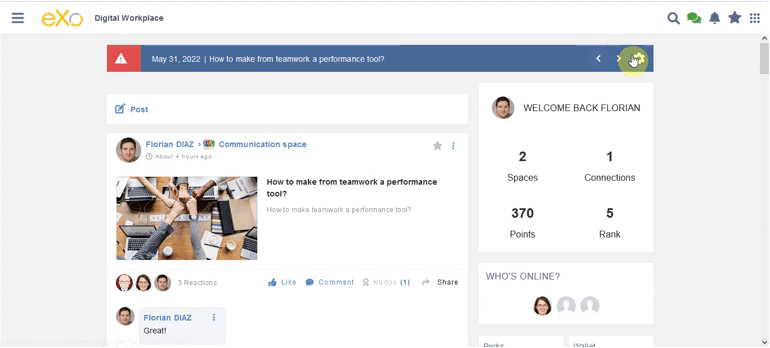 eXo Digital Workplace
May 31, 2022 | How to make from teamwork a performance tool?
Post
Florian DIAZ > Communication space
About 4 hours ago
How to make from teamwork a performance
tool?
How to make teamwork a performance tool?
3 Reactions Like Comment Kudos (1) Share
Florian DIAZ
Great!
WELCOME BACK FLORIAN
2 1
Spaces Connections
370 5
Points Rank
WHO'S ONLINE?
Perks Wallet